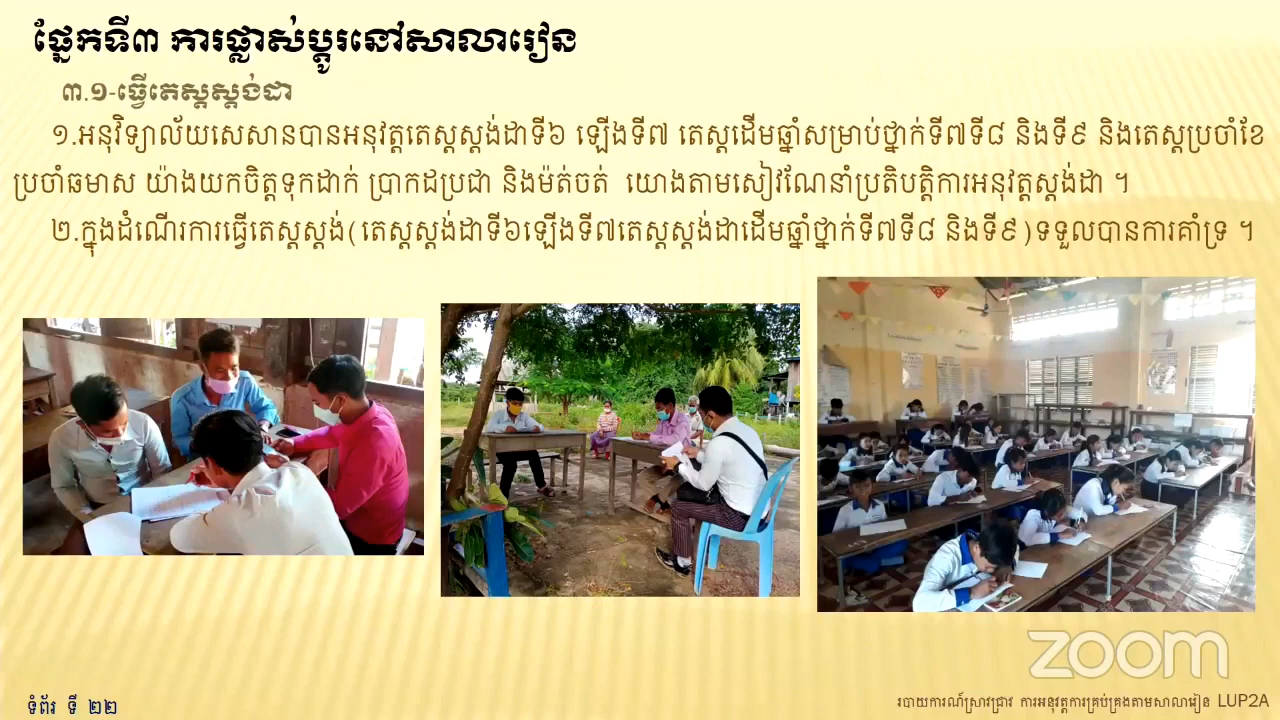 ផ្នែកទី៣ ការផ្លាស់ប្តូរនៅសាលារៀន
៣.១-ធ្វើតេស្តស្តង់ដា
១.អនុវិទ្យាល័យសេសានបានអនុវត្តតេស្តស្តង់ដាទី៦ ឡើងទី៧ តេស្តដើមឆ្នាំសម្រាប់ថ្នាក់ទី៧ទី៨ និងទី៩ និងតេស្តប្រចាំខែ
ប្រចាំឆមាស យ៉ាងយកចិត្តទុកដាក់ ប្រាកដប្រជា និងម៉ត់ចត់ យោងតាមសៀវណែនាំប្រតិបត្តិការអនុវត្តស្តង់ដា ។
២.ក្នុងដំណើរការធ្វើតេស្តស្តង់(តេស្តស្តង់ដាទី៦ឡើងទី៧តេស្តស្តង់ដាដើមឆ្នាំថ្នាក់ទី៧ទី៨ និងទី៩)ទទួលបានការគាំទ្រ ។
zoom
ទំព័រ ទី ២២
របាយការណ៍ស្រាវជ្រាវ ការអនុវត្តការគ្រប់គ្រងតាមសាលារៀន LUP2A